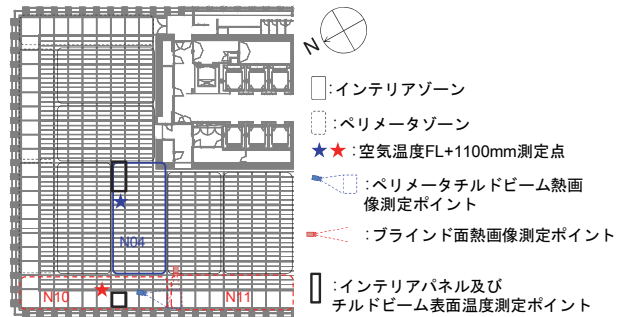 N
:インテリアゾーン
:ペリメータゾーン
:空気温度FL+1100mm測定点
:ペリメータチルドビーム熱画
像測定ポイント
:ブラインド面熱画像測定ポイント
:インテリアパネル及び
チルドビーム表面温度測定ポイント
N04
N10
N11